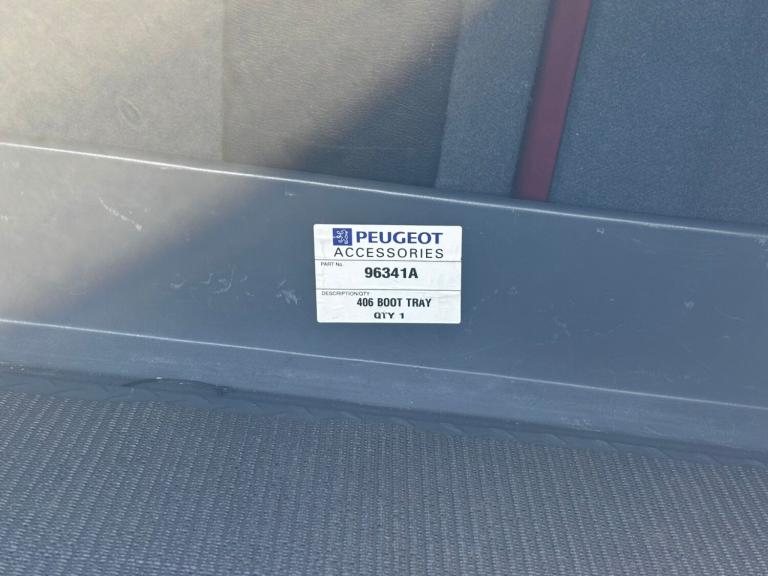 PEUGEOT
ACCESSORIES
PART No.
96341A
DESCRIPTION/QTY
406 BOOT TRAY
QTY 1